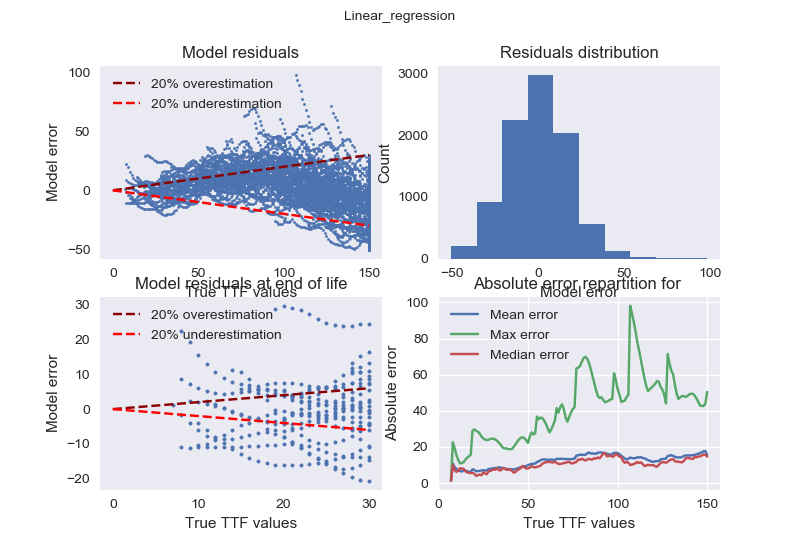 Linear_regression
Model residuals
Residuals distribution
20% overestimation
20% underestimation
Model error
100
50
0
−50
0
50
100
150
True TTF values
Count
3000
2000
1000
0
−50
0
50
100
Model error
Model residuals at end of life
Absolute error repartition for
20% overestimation
20% underestimation
Model error
30
20
10
0
−10
−20
0
10
20
30
True TTF values
Mean error
Max error
Median error
Absolute error
100
80
60
40
20
0
0
50
100
150
True TTF values